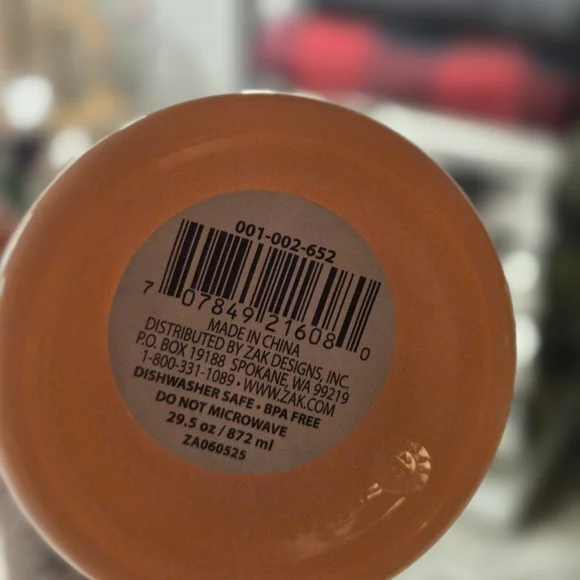 001-002-652
7 07849 21608 0
MADE IN CHINA
DISTRIBUTED BY ZAK DESIGNS, INC.
P.O. BOX 19188 SPOKANE, WA 99219
1-800-331-1089 • WWW.ZAK.COM
DISHWASHER SAFE • BPA FREE
DO NOT MICROWAVE
29.5 oz / 872 ml
ZA060525